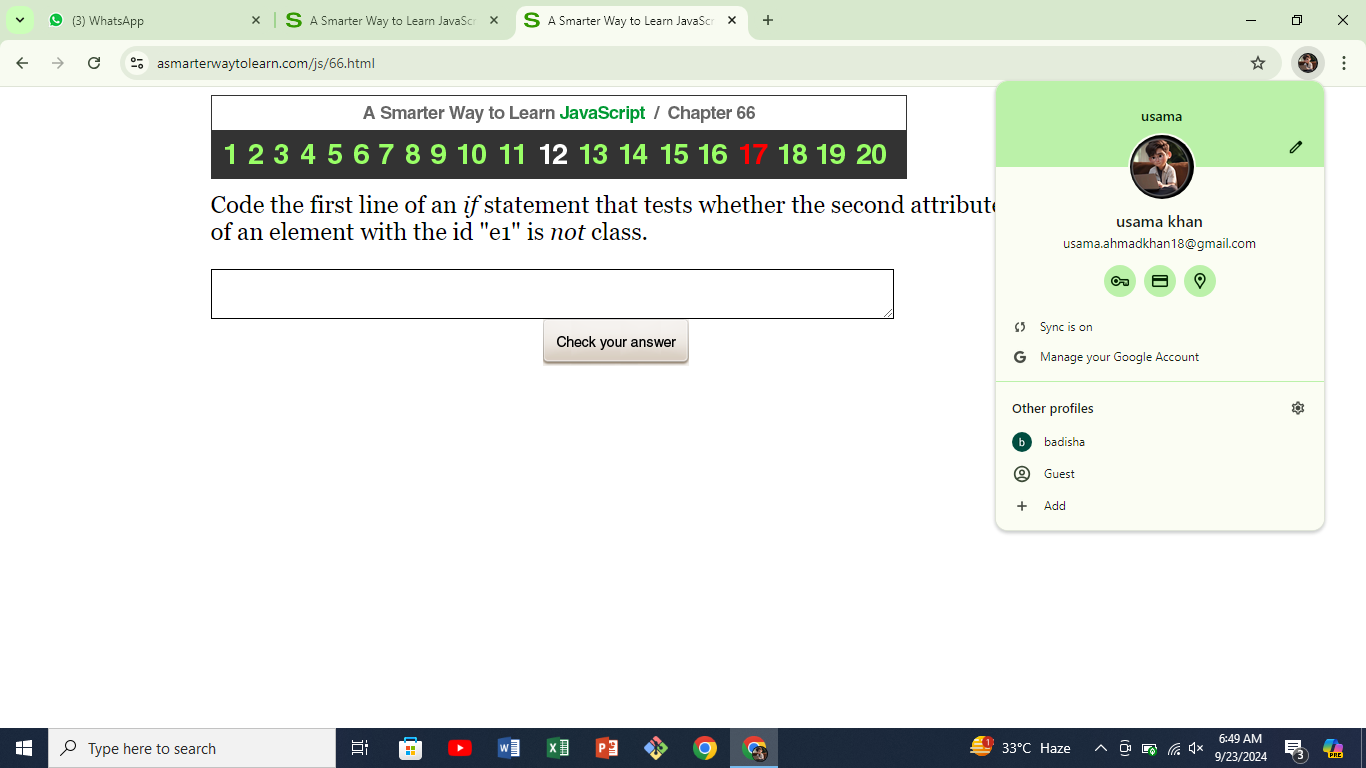 (3) WhatsApp
A Smarter Way to Learn JavaSc
A Smarter Way to Learn JavaSc
asmarterwaytolearn.com/js/66.html
A Smarter Way to Learn JavaScript / Chapter 66
1 2 3 4 5 6 7 8 9 10 11 12 13 14 15 16 17 18 19 20
Code the first line of an if statement that tests whether the second attribute
of an element with the id "e1" is not class.
Check your answer
usama
usama khan
usama.ahmadkhan18@gmail.com
Sync is on
G Manage your Google Account
Other profiles
b badisha
Guest
Add
Type here to search
1
33°C Haze
6:49 AM
9/23/2024
3
PRE